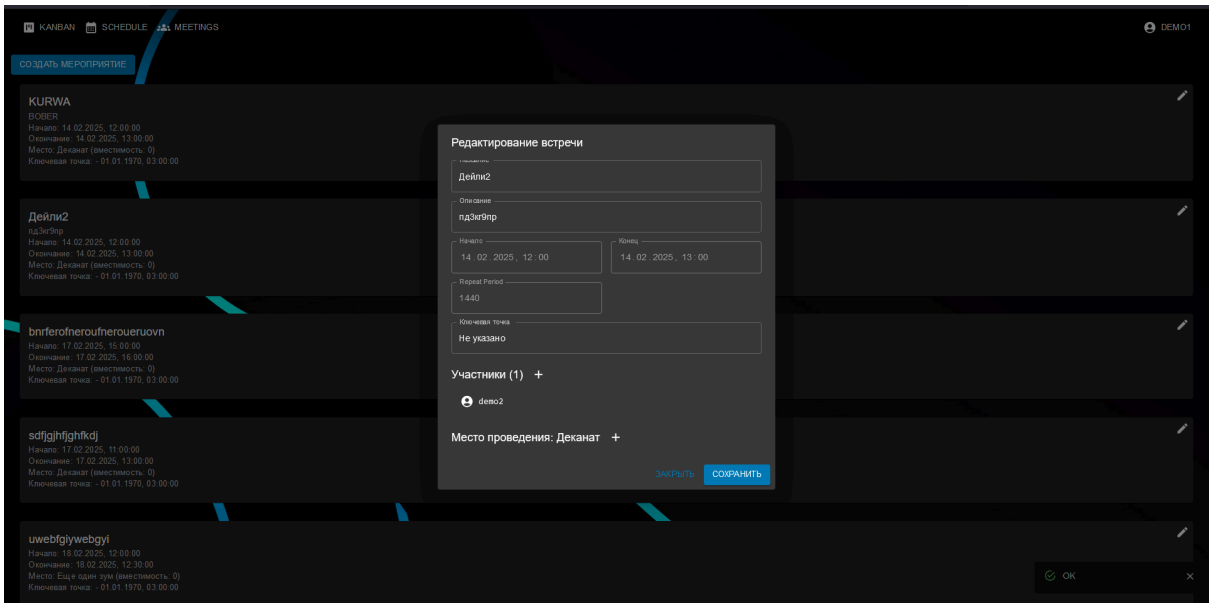 KANBAN SCHEDULE MEETINGS DEMO1
СОЗДАТЬ МЕРОПРИЯТИЕ
KURWA
BOBER
Начало: 14.02.2025, 12:00:00
Окончание: 14.02.2025, 13:00:00
Место: Деканат (вместимость: 0)
Ключевая точка: - 01.01.1970, 03:00:00
Дейли2
пд3кг9пр
Начало: 14.02.2025, 12:00:00
Окончание: 14.02.2025, 13:00:00
Место: Деканат (вместимость: 0)
Ключевая точка: - 01.01.1970, 03:00:00
bnrferofneroufneroueruovn
Начало: 17.02.2025, 15:00:00
Окончание: 17.02.2025, 16:00:00
Место: Деканат (вместимость: 0)
Ключевая точка: - 01.01.1970, 03:00:00
sdfjgjhfjghfkdj
Начало: 17.02.2025, 11:00:00
Окончание: 17.02.2025, 13:00:00
Место: Деканат (вместимость: 0)
Ключевая точка: - 01.01.1970, 03:00:00
uwebfgiywebgyi
Начало: 18.02.2025, 12:00:00
Окончание: 18.02.2025, 12:30:00
Место: Еще один зум (вместимость: 0)
Ключевая точка: - 01.01.1970, 03:00:00
Редактирование встречи
Название
Дейли2
Описание
пд3кг9пр
Начало Конец
14.02.2025, 12:00 14.02.2025, 13:00
Repeat Period
1440
Ключевая точка
Не указано
Участники (1) +
demo2
Место проведения: Деканат +
ЗАКРЫТЬ СОХРАНИТЬ
OK